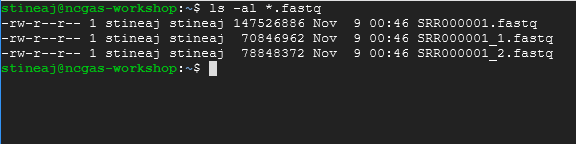 stineaj@ncgas-workshop:~$ ls -al *.fastq
-rw-r--r-- 1 stineaj stineaj 147526886 Nov  9 00:46 SRR000001.fastq
-rw-r--r-- 1 stineaj stineaj  70846962 Nov  9 00:46 SRR000001_1.fastq
-rw-r--r-- 1 stineaj stineaj  78848372 Nov  9 00:46 SRR000001_2.fastq
stineaj@ncgas-workshop:~$